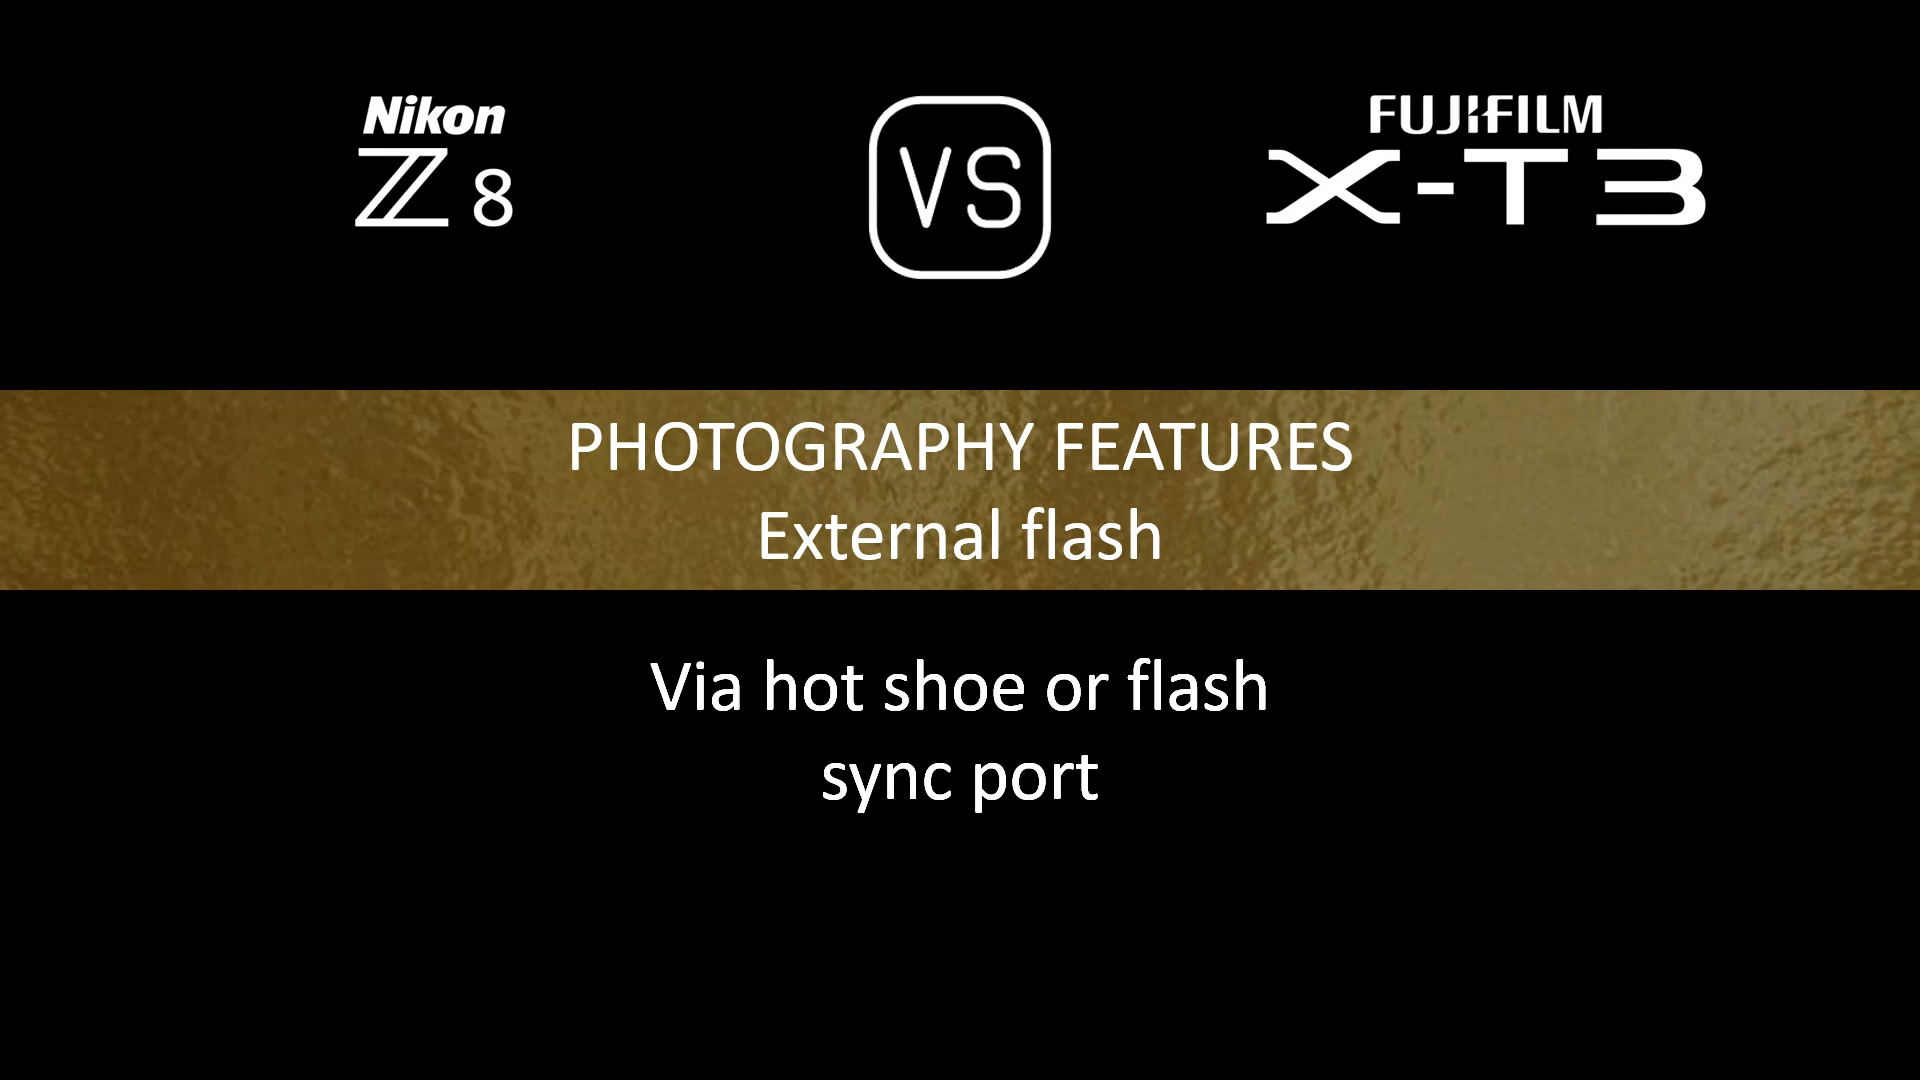 Nikon
Z 8
VS
FUJIFILM
X-T3
PHOTOGRAPHY FEATURES
External flash
Via hot shoe or flash
sync port